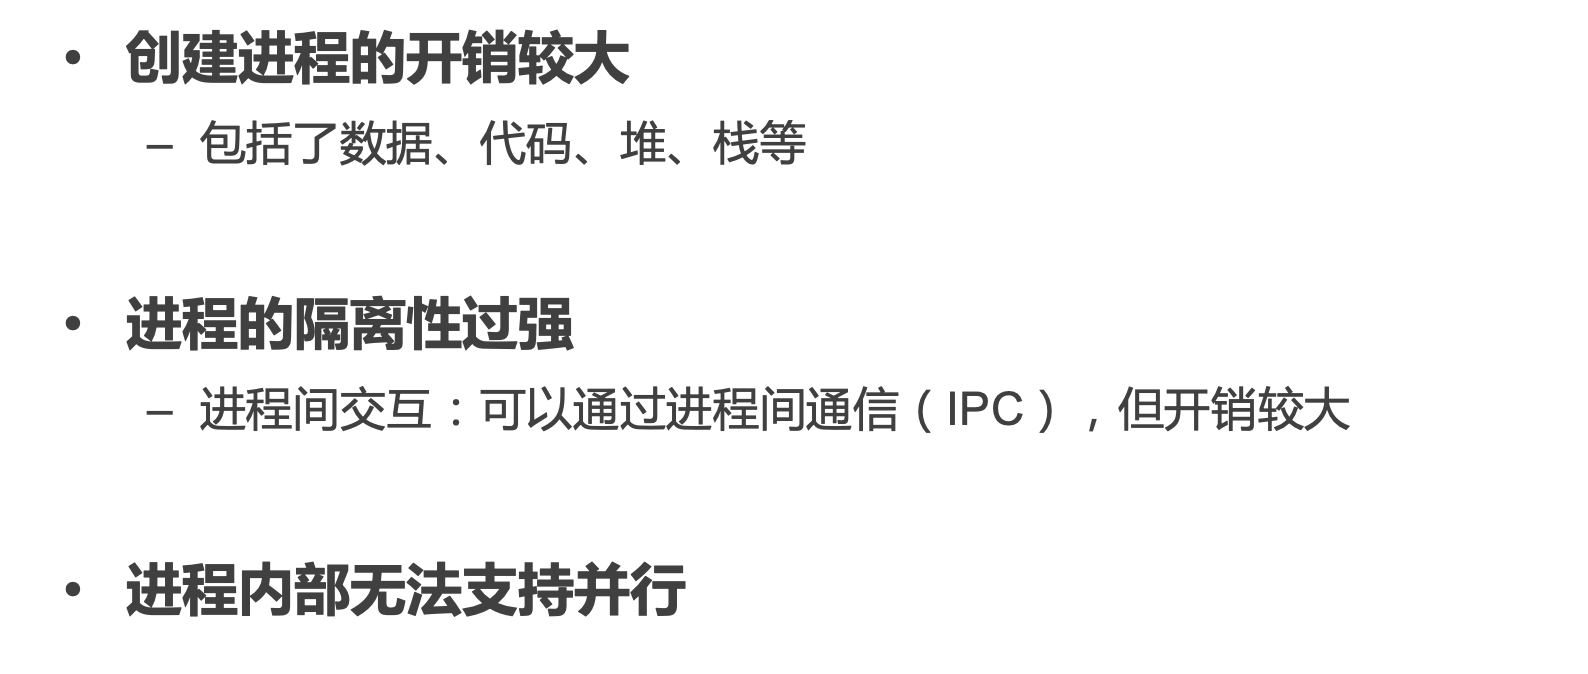 • 创建进程的开销较大
– 包括了数据、代码、堆、栈等
• 进程的隔离性过强
– 进程间交互：可以通过进程间通信（IPC），但开销较大
• 进程内部无法支持并行